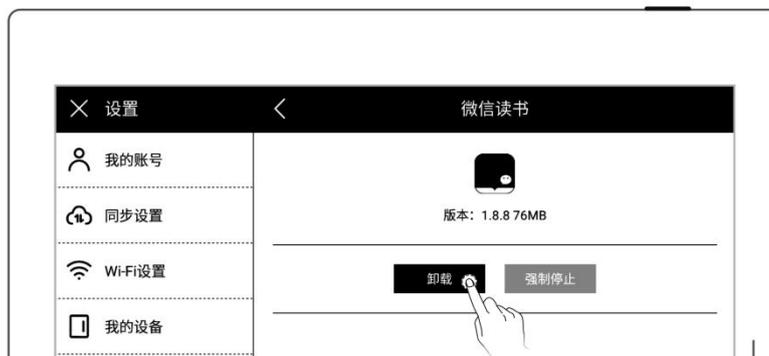 设置
微信读书
我的账号
同步设置
Wi-Fi设置
我的设备
版本：1.8.8 76MB
卸载
强制停止